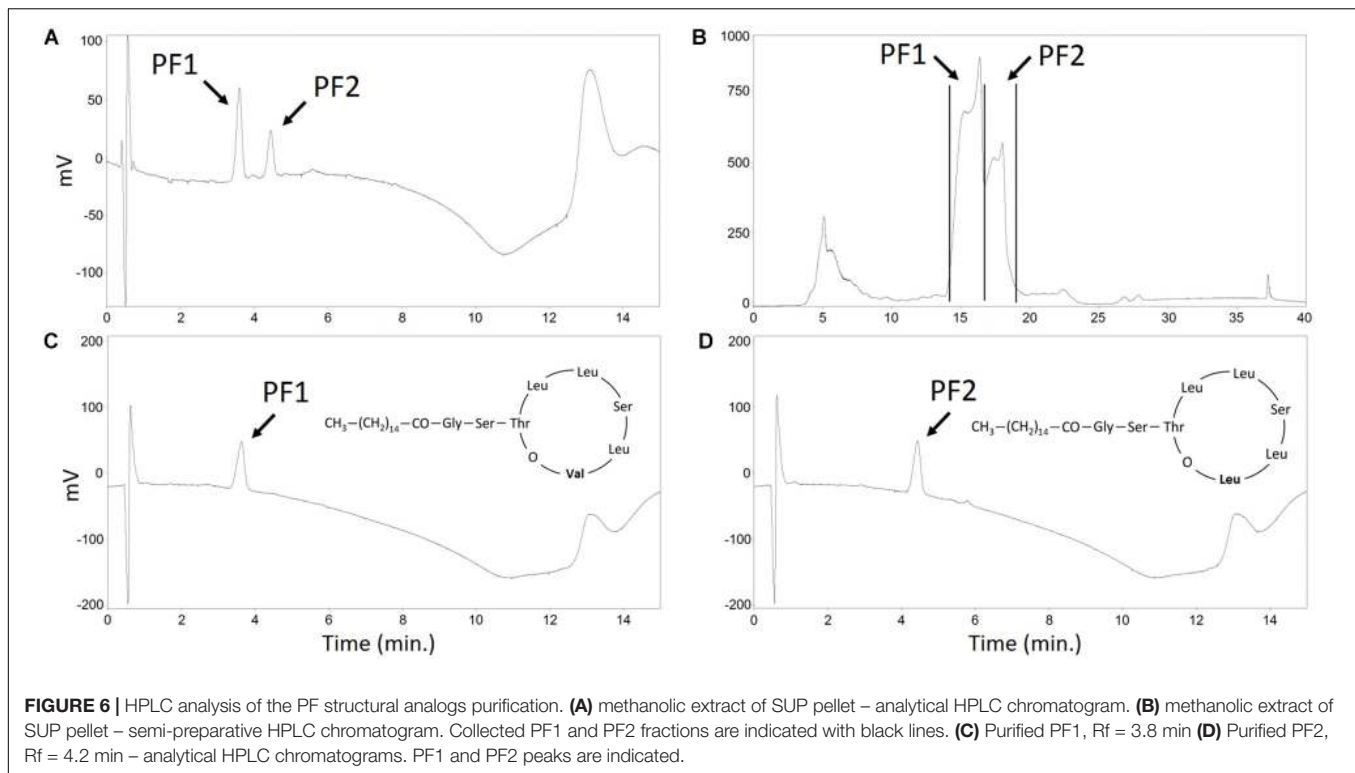 A
100
50
0
-50
-100
mV
PF1
PF2
0 2 4 6 8 10 12 14
B
1000
750
500
250
0
PF1
PF2
0 5 10 15 20 25 30 35 40
C
200
100
0
-100
-200
mV
PF1
CH₃–(CH₂)₁₄–CO–Gly–Ser–Thr
Leu
Leu
Ser
Leu
Val
O
0 2 4 6 8 10 12 14
Time (min.)
D
200
100
0
-100
-200
PF2
CH₃–(CH₂)₁₄–CO–Gly–Ser–Thr
Leu
Leu
Ser
Leu
Leu
O
0 2 4 6 8 10 12 14
Time (min.)
FIGURE 6 | HPLC analysis of the PF structural analogs purification. (A) methanolic extract of SUP pellet – analytical HPLC chromatogram. (B) methanolic extract of
SUP pellet – semi-preparative HPLC chromatogram. Collected PF1 and PF2 fractions are indicated with black lines. (C) Purified PF1, Rf = 3.8 min (D) Purified PF2,
Rf = 4.2 min – analytical HPLC chromatograms. PF1 and PF2 peaks are indicated.